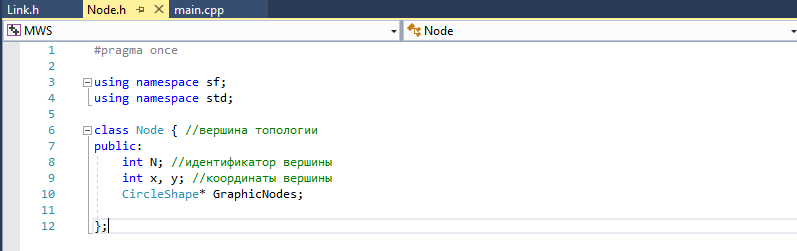 Link.h Node.h main.cpp
MWS Node
1 #pragma once
2
3 using namespace sf;
4 using namespace std;
5
6 class Node { //вершина топологии
7 public:
8 int N; //идентификатор вершины
9 int x, y; //координаты вершины
10 CircleShape* GraphicNodes;
11
12 };